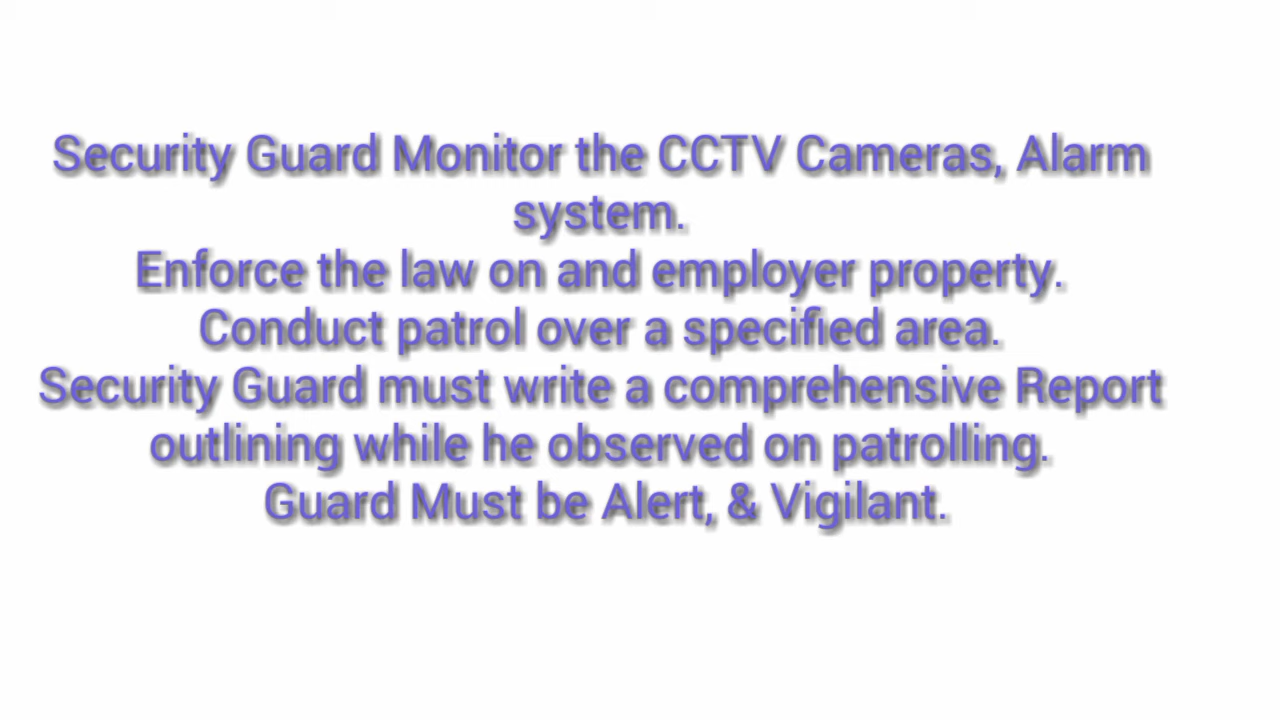 Security Guard Monitor the CCTV Cameras, Alarm
system.
Enforce the law on and employer property.
Conduct patrol over a specified area.
Security Guard must write a comprehensive Report
outlining while he observed on patrolling.
Guard Must be Alert, & Vigilant.